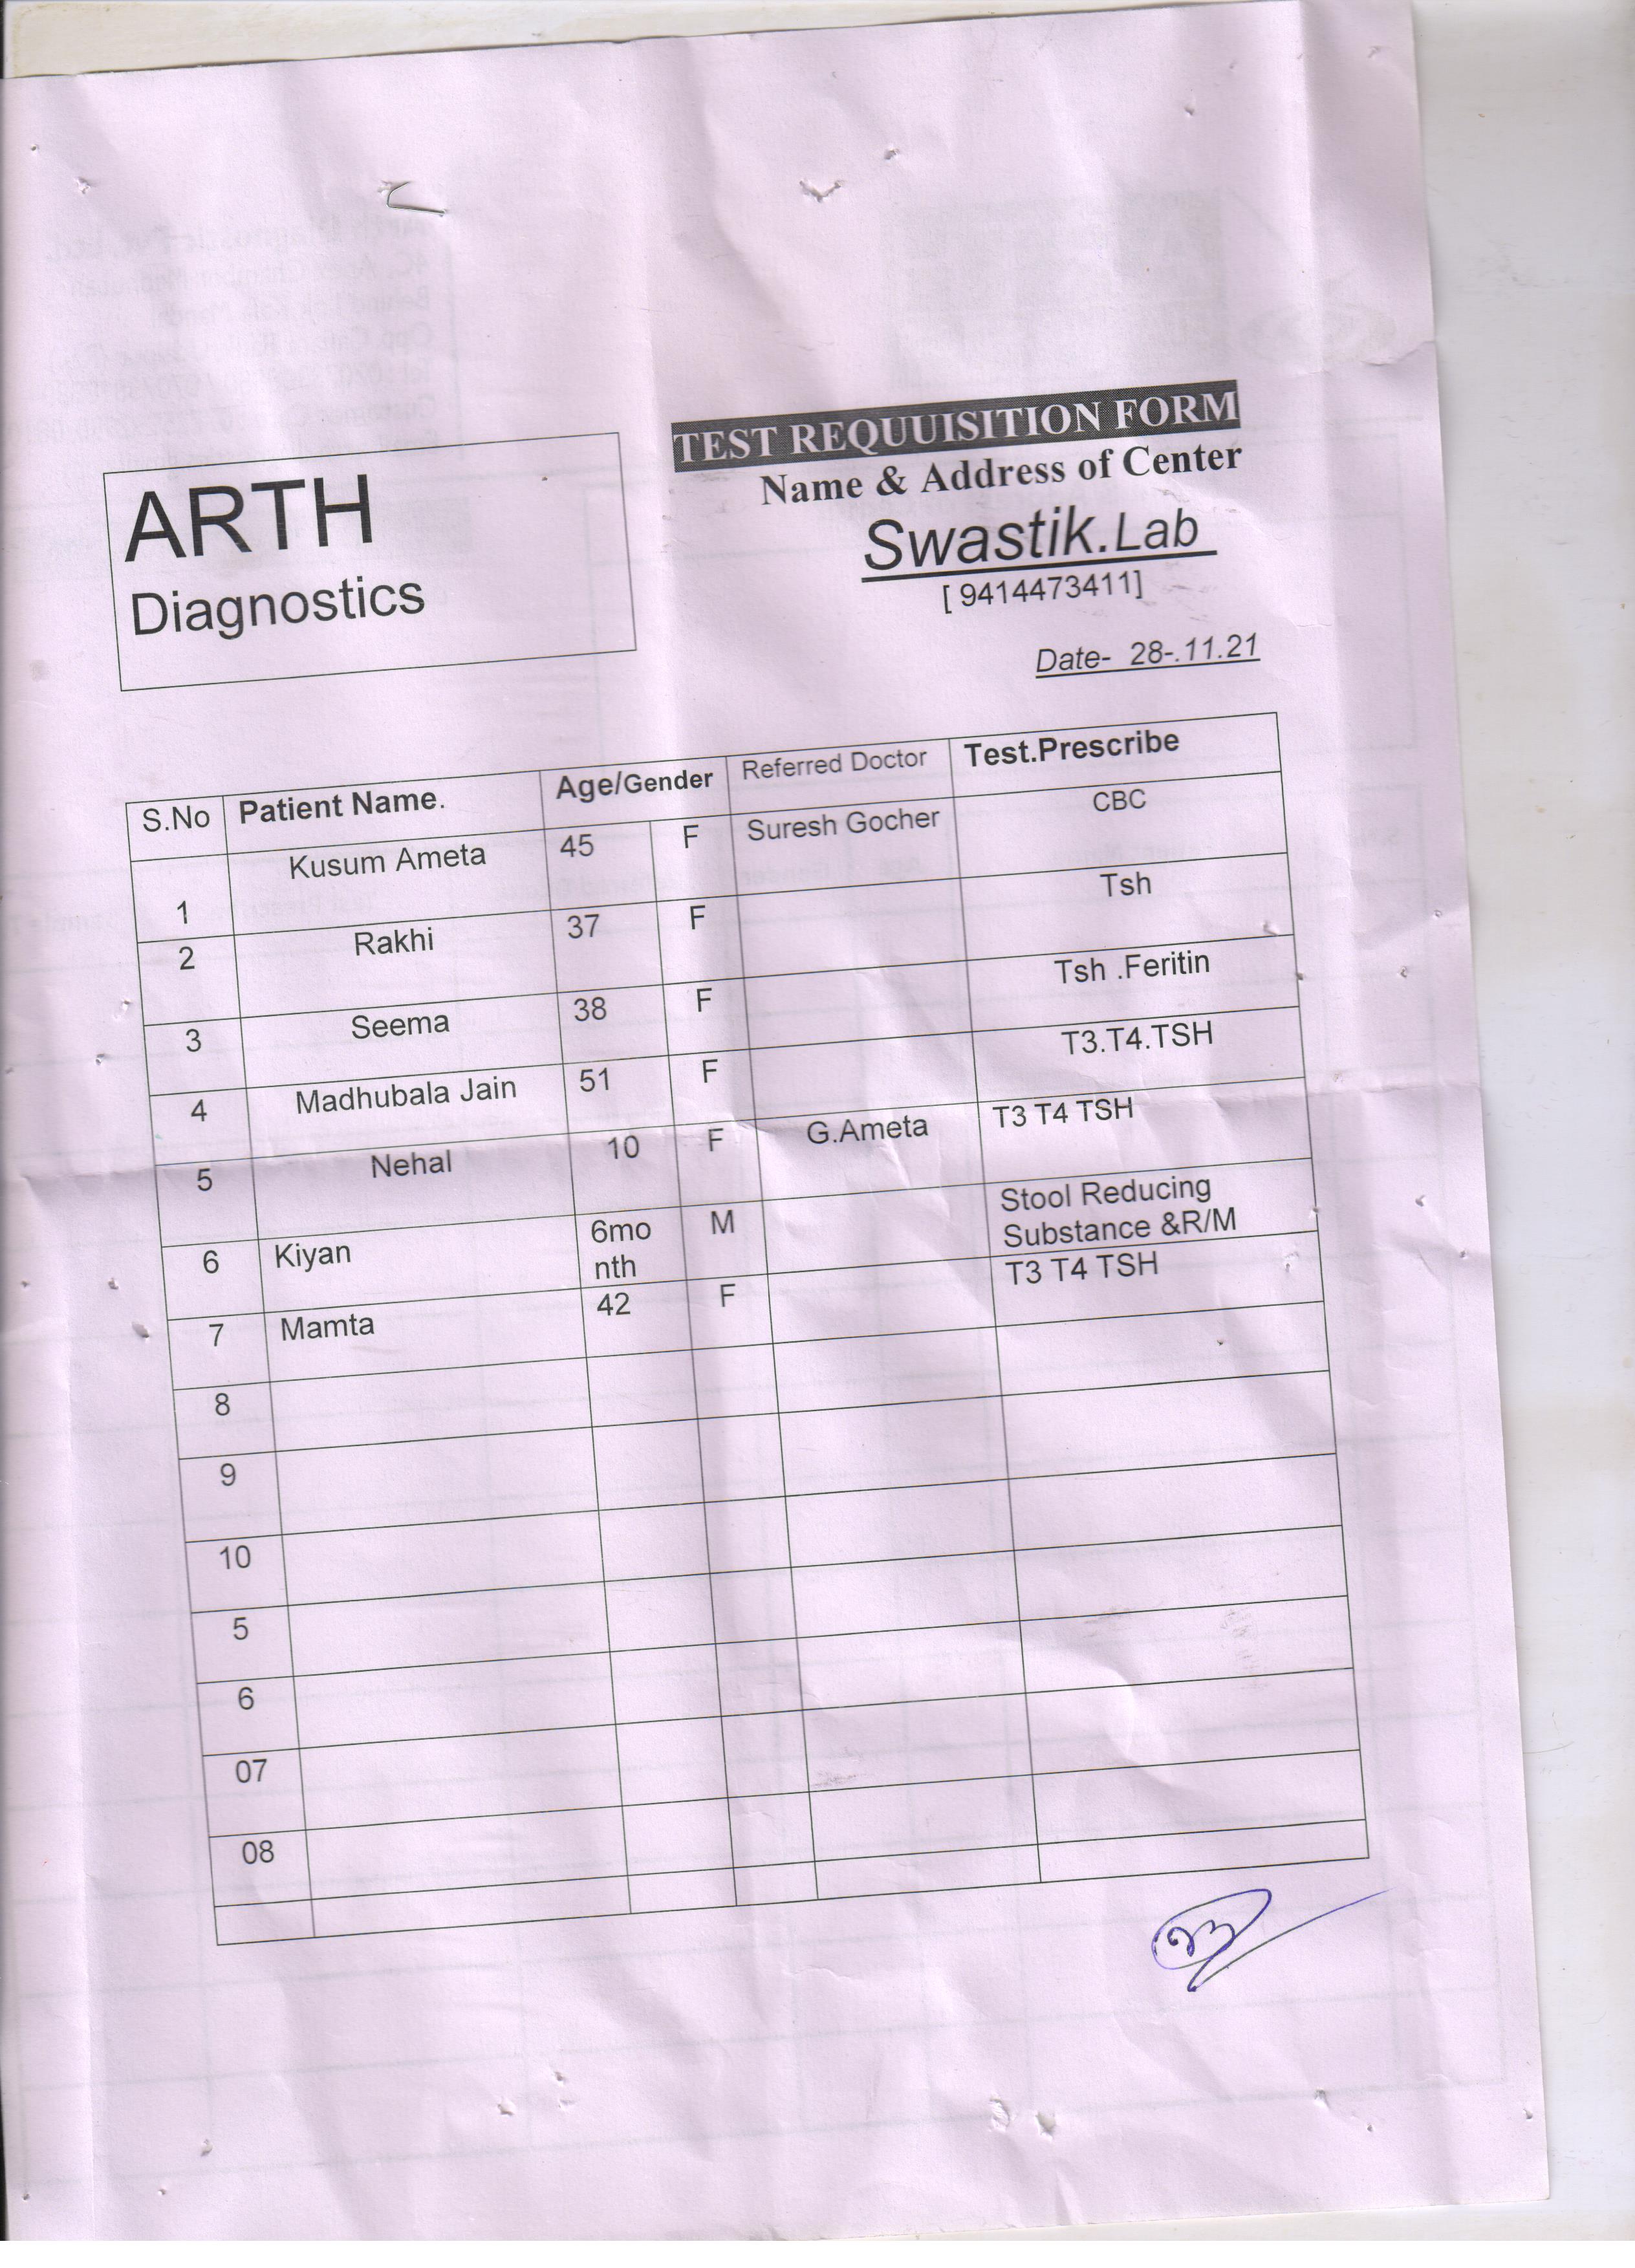 TEST REQUUISITION FORM
Name & Address of Center
ARTH
Diagnostics
Swastik.Lab
[ 9414473411]
Date- 28-.11.21
S.No Patient Name. Age/Gender Referred Doctor Test.Prescribe
1 Kusum Ameta 45 F Suresh Gocher CBC
2 Rakhi 37 F Tsh
3 Seema 38 F Tsh .Feritin
4 Madhubala Jain 51 F T3.T4.TSH
5 Nehal 10 F G.Ameta T3 T4 TSH
6 Kiyan 6mo M Stool Reducing
nth Substance &R/M
7 Mamta 42 F T3 T4 TSH
8
9
10
5
6
07
08